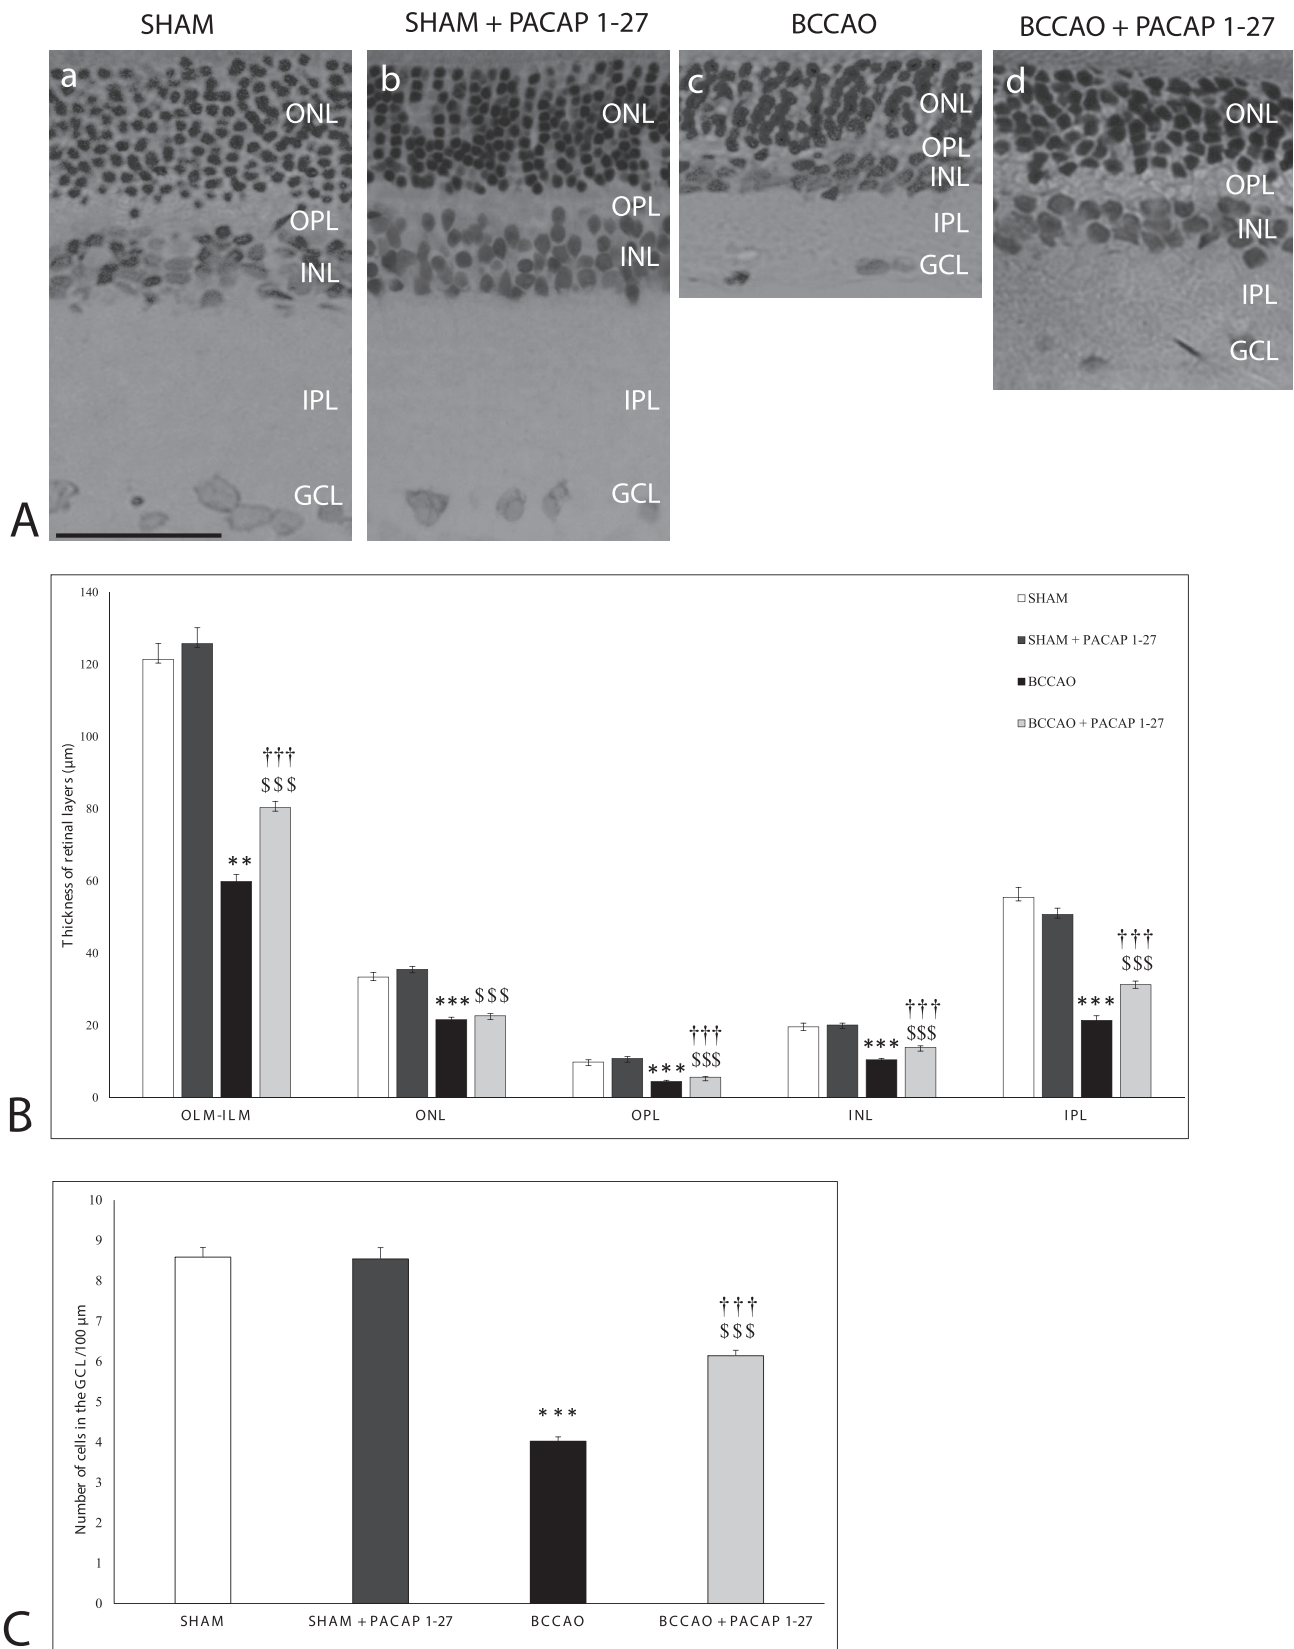 SHAM
SHAM + PACAP 1-27
BCCAO
BCCAO + PACAP 1-27
a
ONL
OPL
INL
IPL
GCL
b
ONL
OPL
INL
IPL
GCL
c
ONL
OPL
INL
IPL
GCL
d
ONL
OPL
INL
IPL
GCL
A
Thickness of retinal layers (µm)
140
120
100
80
60
40
20
0
SHAM
SHAM + PACAP 1-27
BCCAO
BCCAO + PACAP 1-27
**
†††
$$$
***
$$$
***
†††
$$$
***
†††
$$$
***
†††
$$$
OLM-ILM
ONL
OPL
INL
IPL
B
Number of cells in the GCL/100 µm
10
9
8
7
6
5
4
3
2
1
0
***
†††
$$$
SHAM
SHAM + PACAP 1-27
BCCAO
BCCAO + PACAP 1-27
C